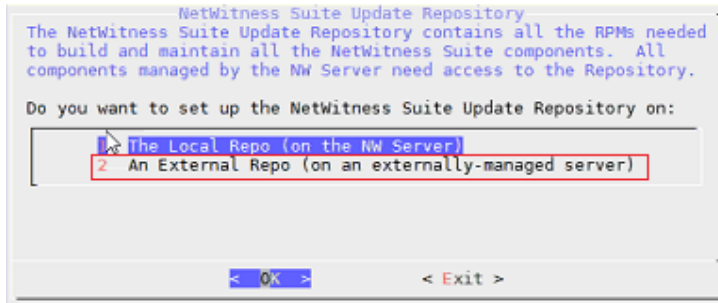 NetWitness Suite Update Repository
The NetWitness Suite Update Repository contains all the RPMs needed
to build and maintain all the NetWitness Suite components. All
components managed by the NW Server need access to the Repository.
Do you want to set up the NetWitness Suite Update Repository on:
1 The Local Repo (on the NW Server)
2 An External Repo (on an externally-managed server)
< OK > < Exit >